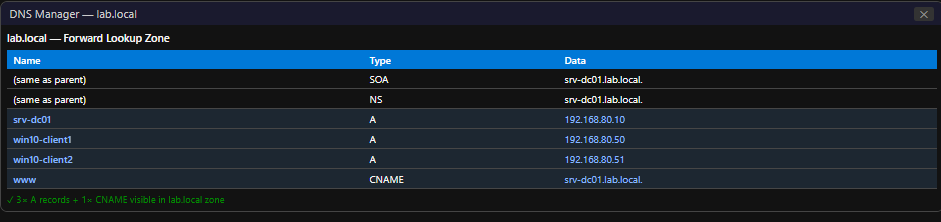 DNS Manager — lab.local
lab.local — Forward Lookup Zone
Name Type Data
(same as parent) SOA srv-dc01.lab.local.
(same as parent) NS srv-dc01.lab.local.
srv-dc01 A 192.168.80.10
win10-client1 A 192.168.80.50
win10-client2 A 192.168.80.51
www CNAME srv-dc01.lab.local.
✓ 3× A records + 1× CNAME visible in lab.local zone